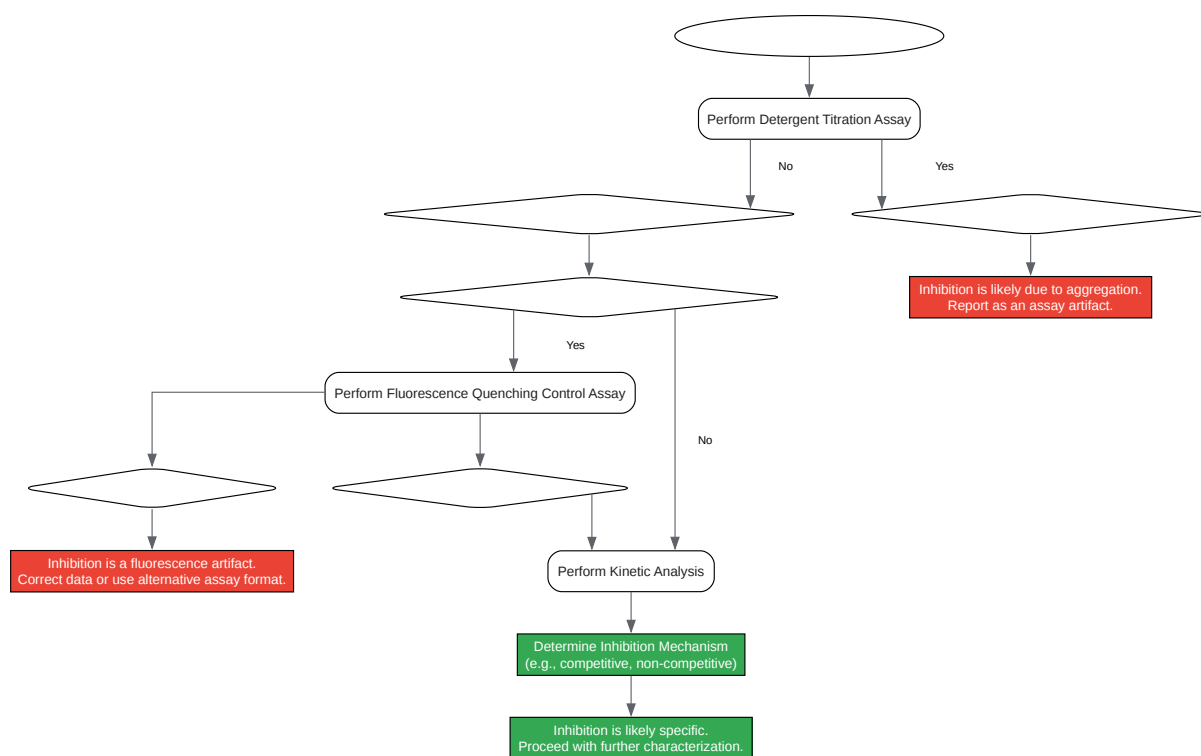 Perform Detergent Titration Assay
No
Yes
Inhibition is likely due to aggregation.
Report as an assay artifact.
Yes
Perform Fluorescence Quenching Control Assay
No
Inhibition is a fluorescence artifact.
Correct data or use alternative assay format.
Perform Kinetic Analysis
Determine Inhibition Mechanism
(e.g., competitive, non-competitive)
Inhibition is likely specific.
Proceed with further characterization.